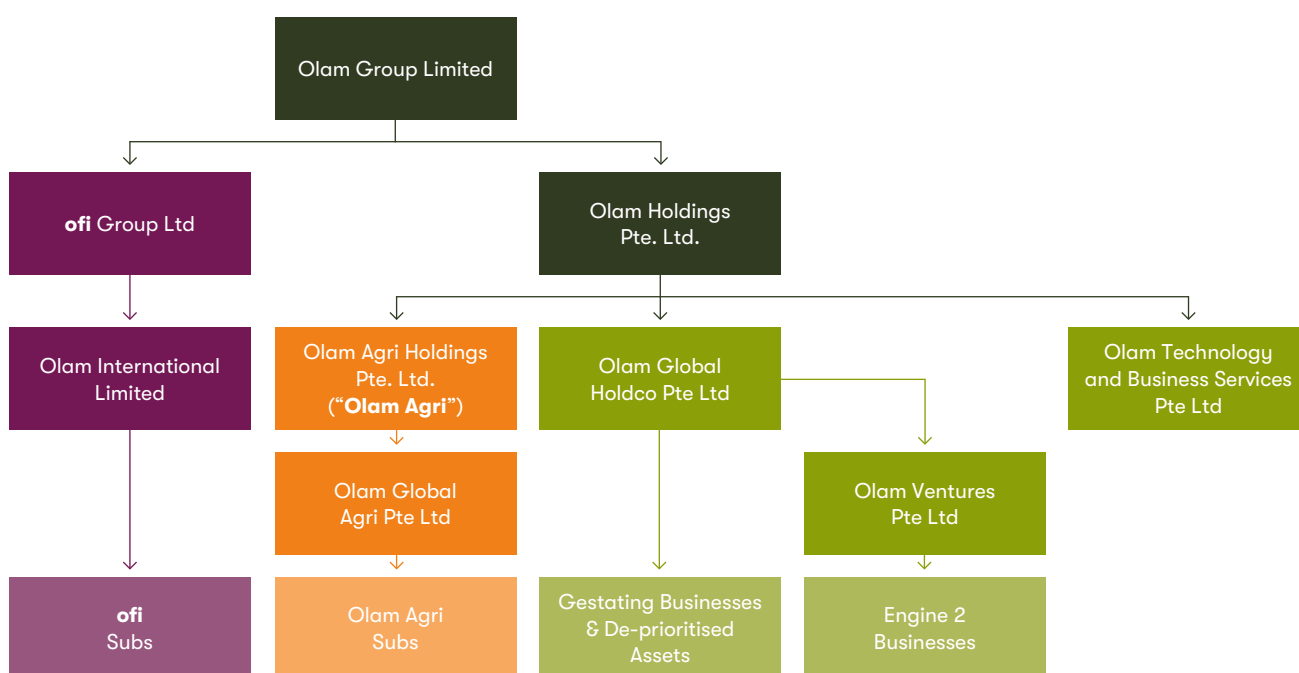 Olam Group Limited
ofi Group Ltd
Olam Holdings
Pte. Ltd.
Olam International
Limited
Olam Agri Holdings
Pte. Ltd.
(“Olam Agri”)
Olam Global
Holdco Pte Ltd
Olam Technology
and Business Services
Pte Ltd
Olam Global
Agri Pte Ltd
Olam Ventures
Pte Ltd
ofi
Subs
Olam Agri
Subs
Gestating Businesses
& De-prioritised
Assets
Engine 2
Businesses